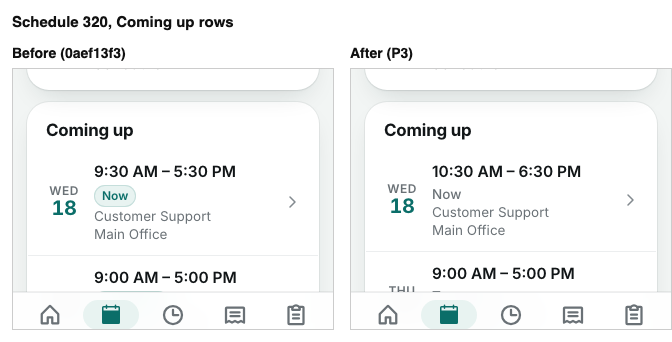 Schedule 320, Coming up rows
Before (0aef13f3)
Coming up
9:30 AM – 5:30 PM
WED
18
Now
Customer Support
Main Office
9:00 AM – 5:00 PM
After (P3)
Coming up
10:30 AM – 6:30 PM
WED
18
Now
Customer Support
Main Office
9:00 AM – 5:00 PM
THU